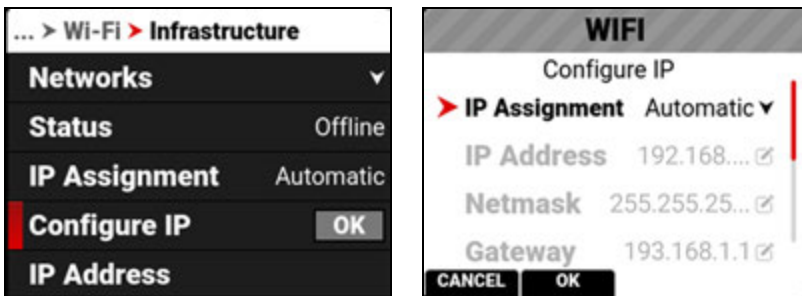 ... > Wi-Fi > Infrastructure
Networks
Status Offline
IP Assignment Automatic
Configure IP OK
IP Address
WIFI
Configure IP
IP Assignment Automatic
IP Address 192.168....
Netmask 255.255.25...
Gateway 193.168.1.1
CANCEL OK